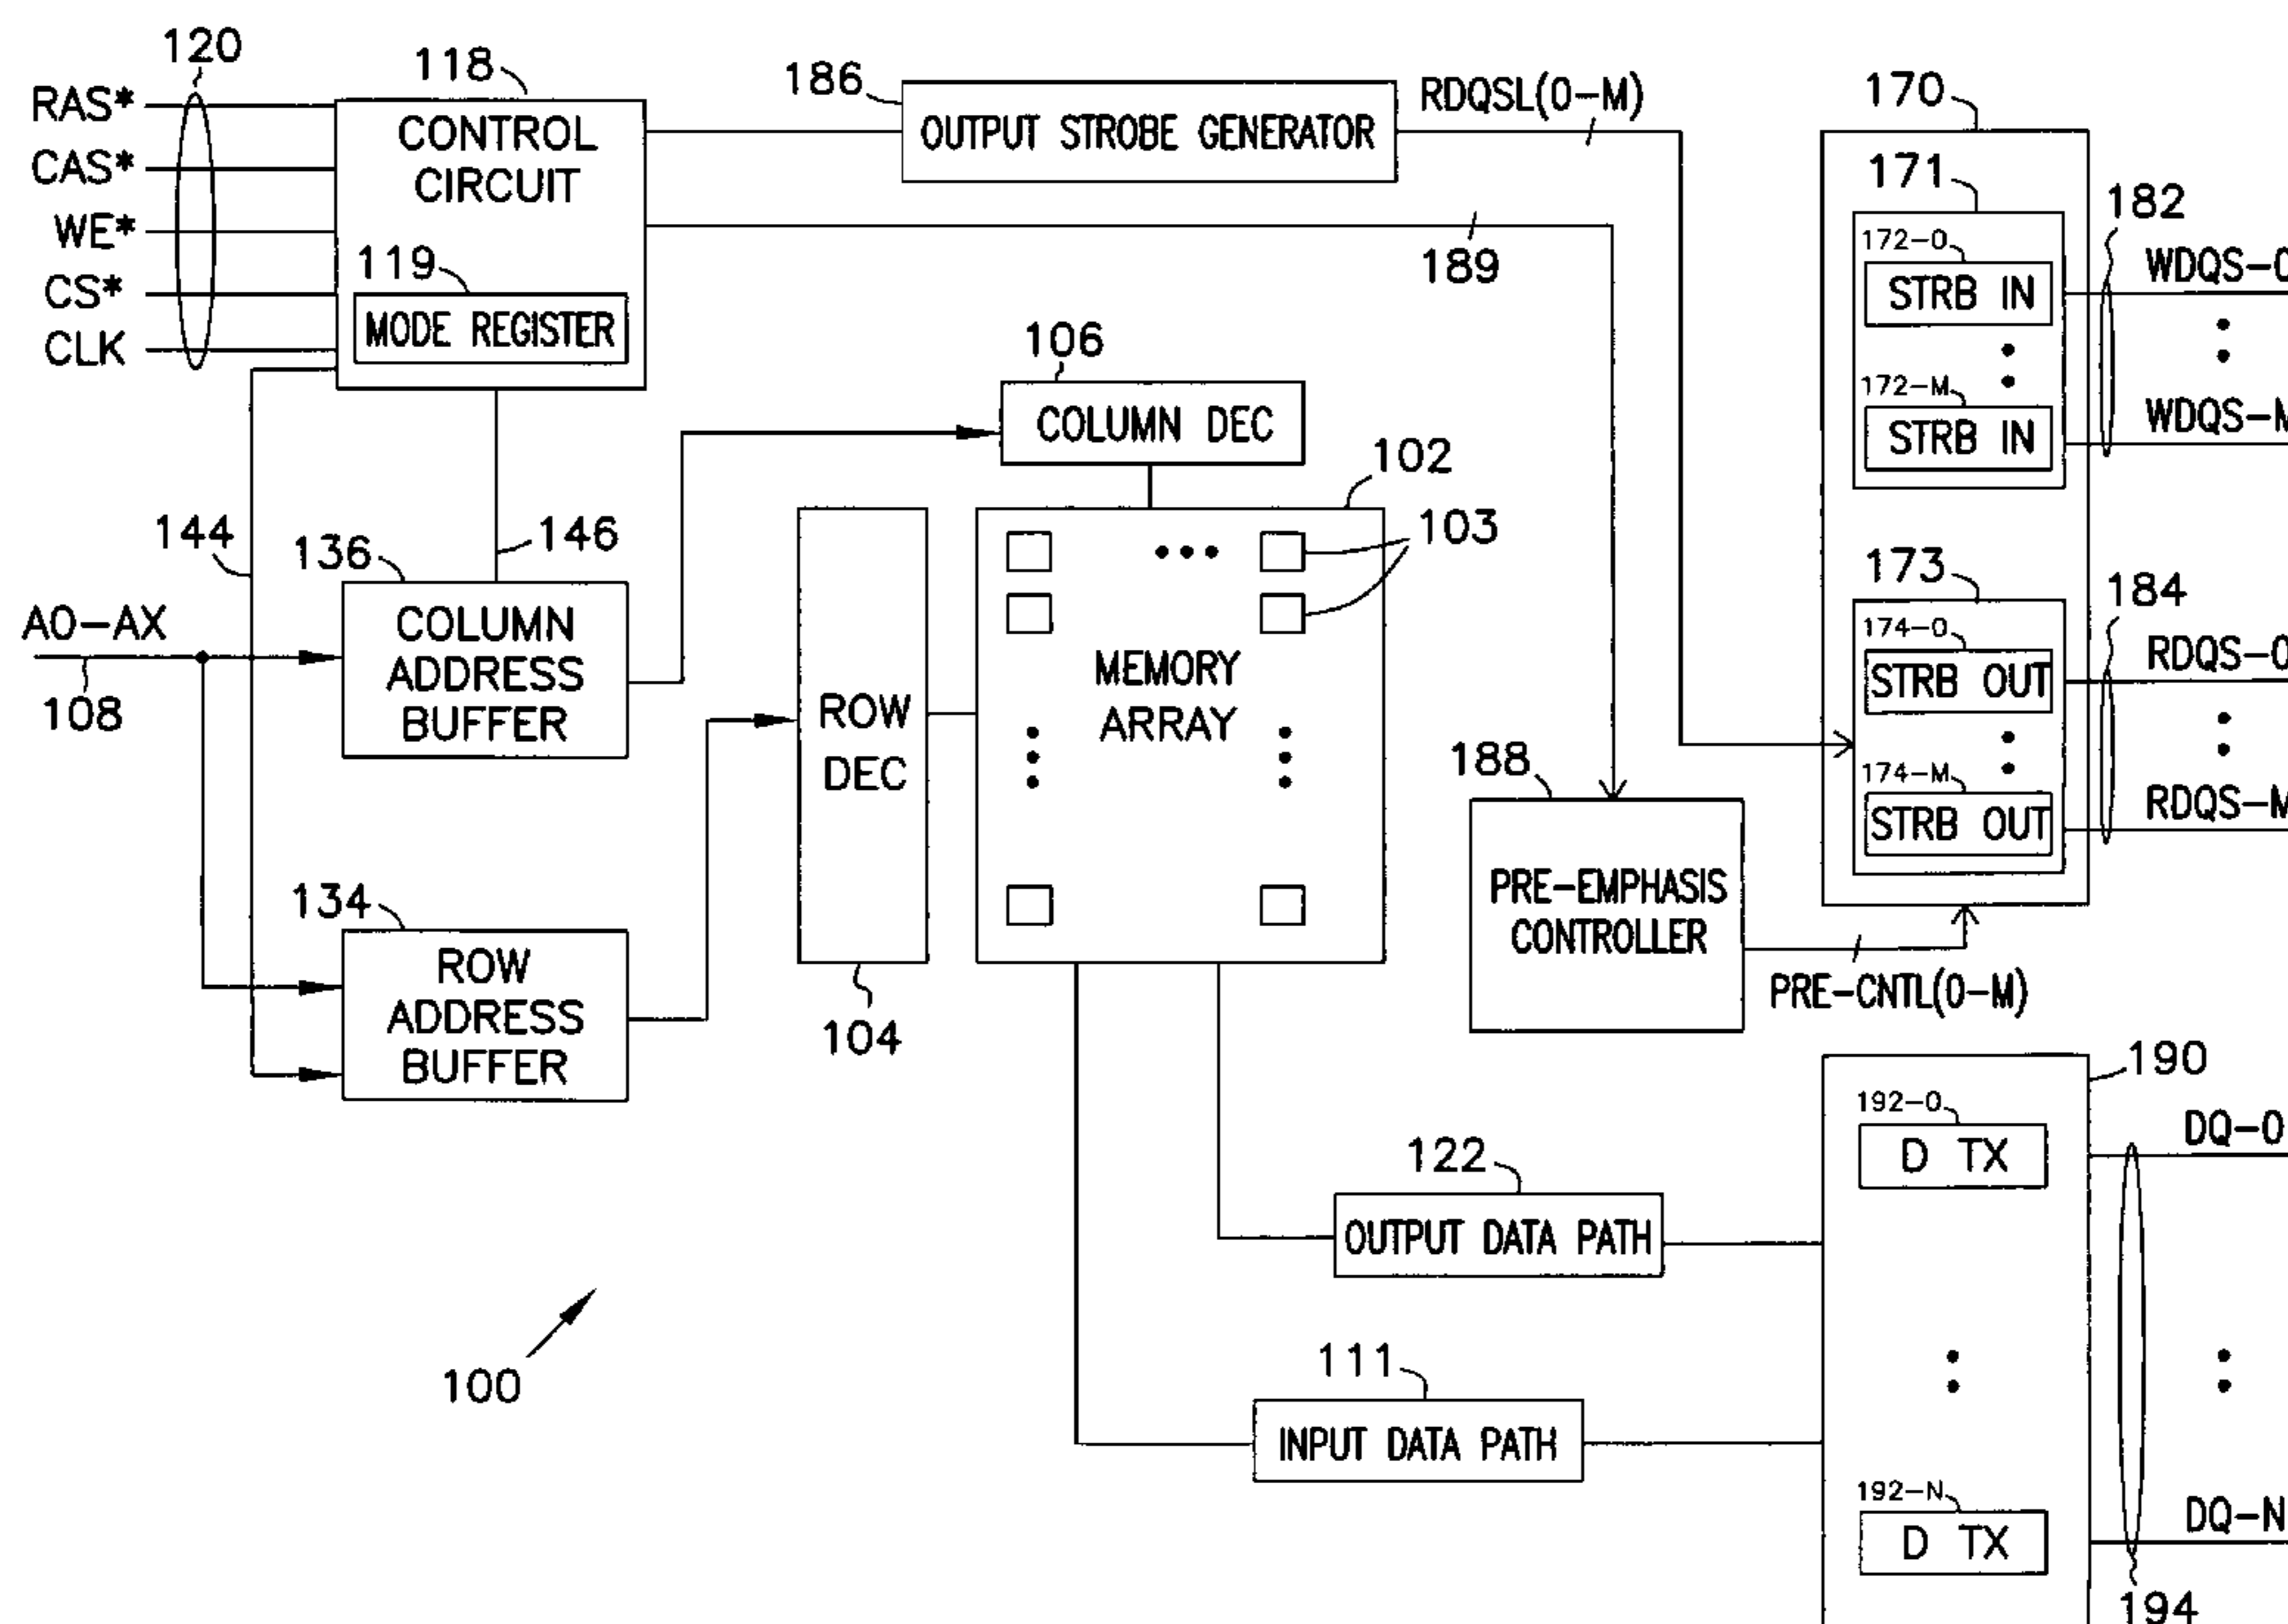 120
118
RAS*
CAS*
WE*
CS*
CLK
CONTROL
CIRCUIT
119
MODE REGISTER
186
OUTPUT STROBE GENERATOR
RDQSL(0-M)
189
170
171
172-0
STRB IN
172-M
STRB IN
182
WDQS-0
WDQS-M
173
174-0
STRB OUT
174-M
STRB OUT
184
RDQS-0
RDQS-M
106
COLUMN DEC
102
103
MEMORY
ARRAY
144
136
146
COLUMN
ADDRESS
BUFFER
A0-AX
108
ROW
DEC
104
134
ROW
ADDRESS
BUFFER
188
PRE-EMPHASIS
CONTROLLER
PRE-CNTL(0-M)
190
192-0
D TX
DQ-0
122
OUTPUT DATA PATH
111
INPUT DATA PATH
192-N
D TX
DQ-N
194
100